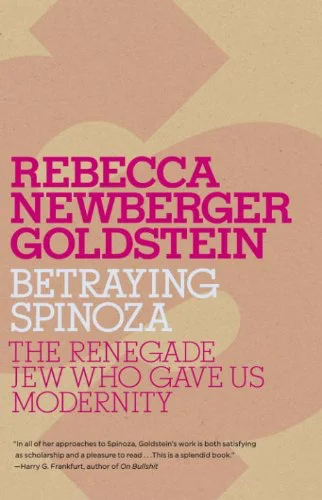 REBECCA
NEWBERGER
GOLDSTEIN
BETRAYING
SPINOZA
THE RENEGADE
JEW WHO GAVE US
MODERNITY
"In all of her approaches to Spinoza, Goldstein's work is both satisfying
as scholarship and a pleasure to read . . . This is a splendid book."
—Harry G. Frankfurt, author of On Bullshit